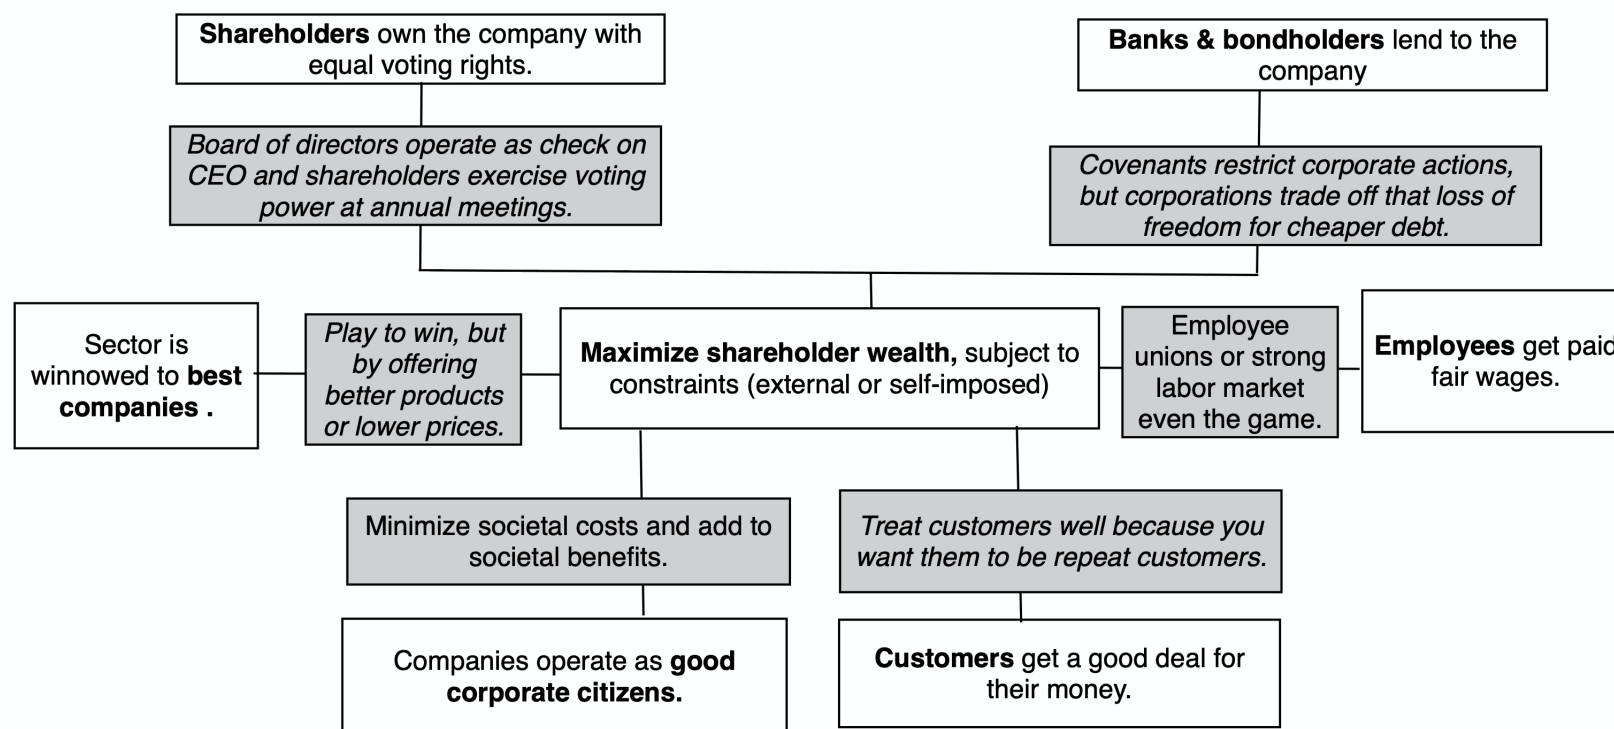 Shareholders own the company with
equal voting rights.
Banks & bondholders lend to the
company
Board of directors operate as check on
CEO and shareholders exercise voting
power at annual meetings.
Covenants restrict corporate actions,
but corporations trade off that loss of
freedom for cheaper debt.
Sector is
winnowed to best
companies .
Play to win, but
by offering
better products
or lower prices.
Maximize shareholder wealth, subject to
constraints (external or self-imposed)
Employee
unions or strong
labor market
even the game.
Employees get paid
fair wages.
Minimize societal costs and add to
societal benefits.
Treat customers well because you
want them to be repeat customers.
Companies operate as good
corporate citizens.
Customers get a good deal for
their money.